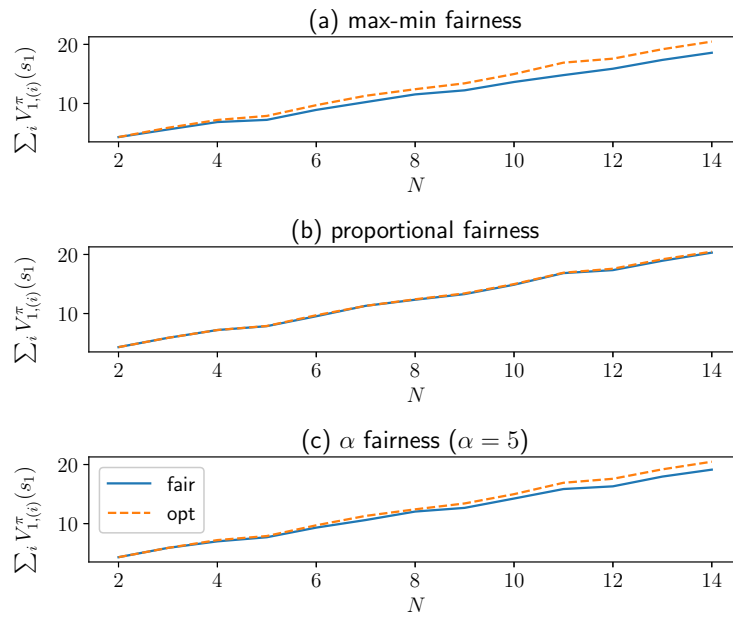 (a) max-min fairness
20
10
∑ᵢ V^π_{1,(i)}(s₁)
2 4 6 8 10 12 14
N
(b) proportional fairness
20
10
∑ᵢ V^π_{1,(i)}(s₁)
2 4 6 8 10 12 14
N
(c) α fairness (α = 5)
20
10
∑ᵢ V^π_{1,(i)}(s₁)
fair
opt
2 4 6 8 10 12 14
N